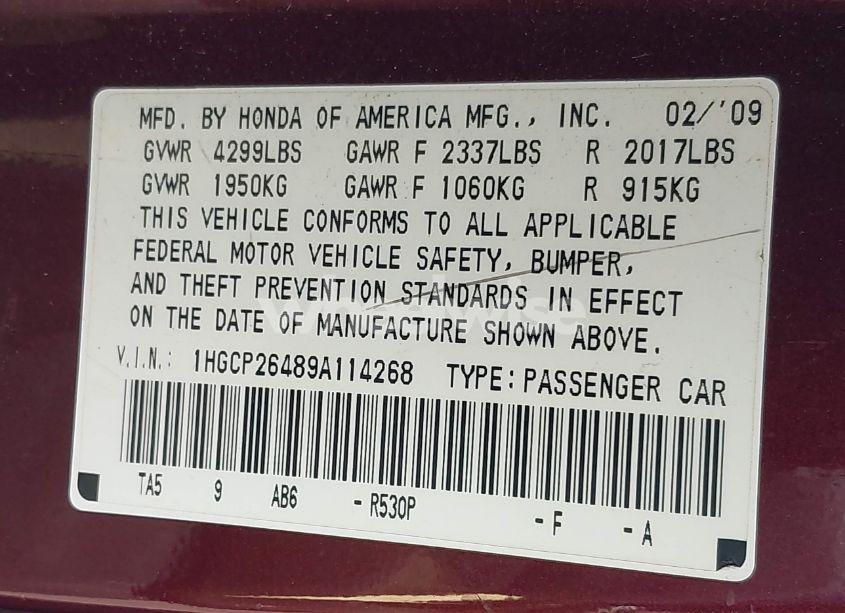 MFD. BY HONDA OF AMERICA MFG., INC. 02/'09
GVWR 4299LBS GAWR F 2337LBS R 2017LBS
GVWR 1950KG GAWR F 1060KG R 915KG
THIS VEHICLE CONFORMS TO ALL APPLICABLE
FEDERAL MOTOR VEHICLE SAFETY, BUMPER,
AND THEFT PREVENTION STANDARDS IN EFFECT
ON THE DATE OF MANUFACTURE SHOWN ABOVE.
V.I.N.: 1HGCP26489A114268 TYPE: PASSENGER CAR
TA5 9 AB6 - R530P - F - A